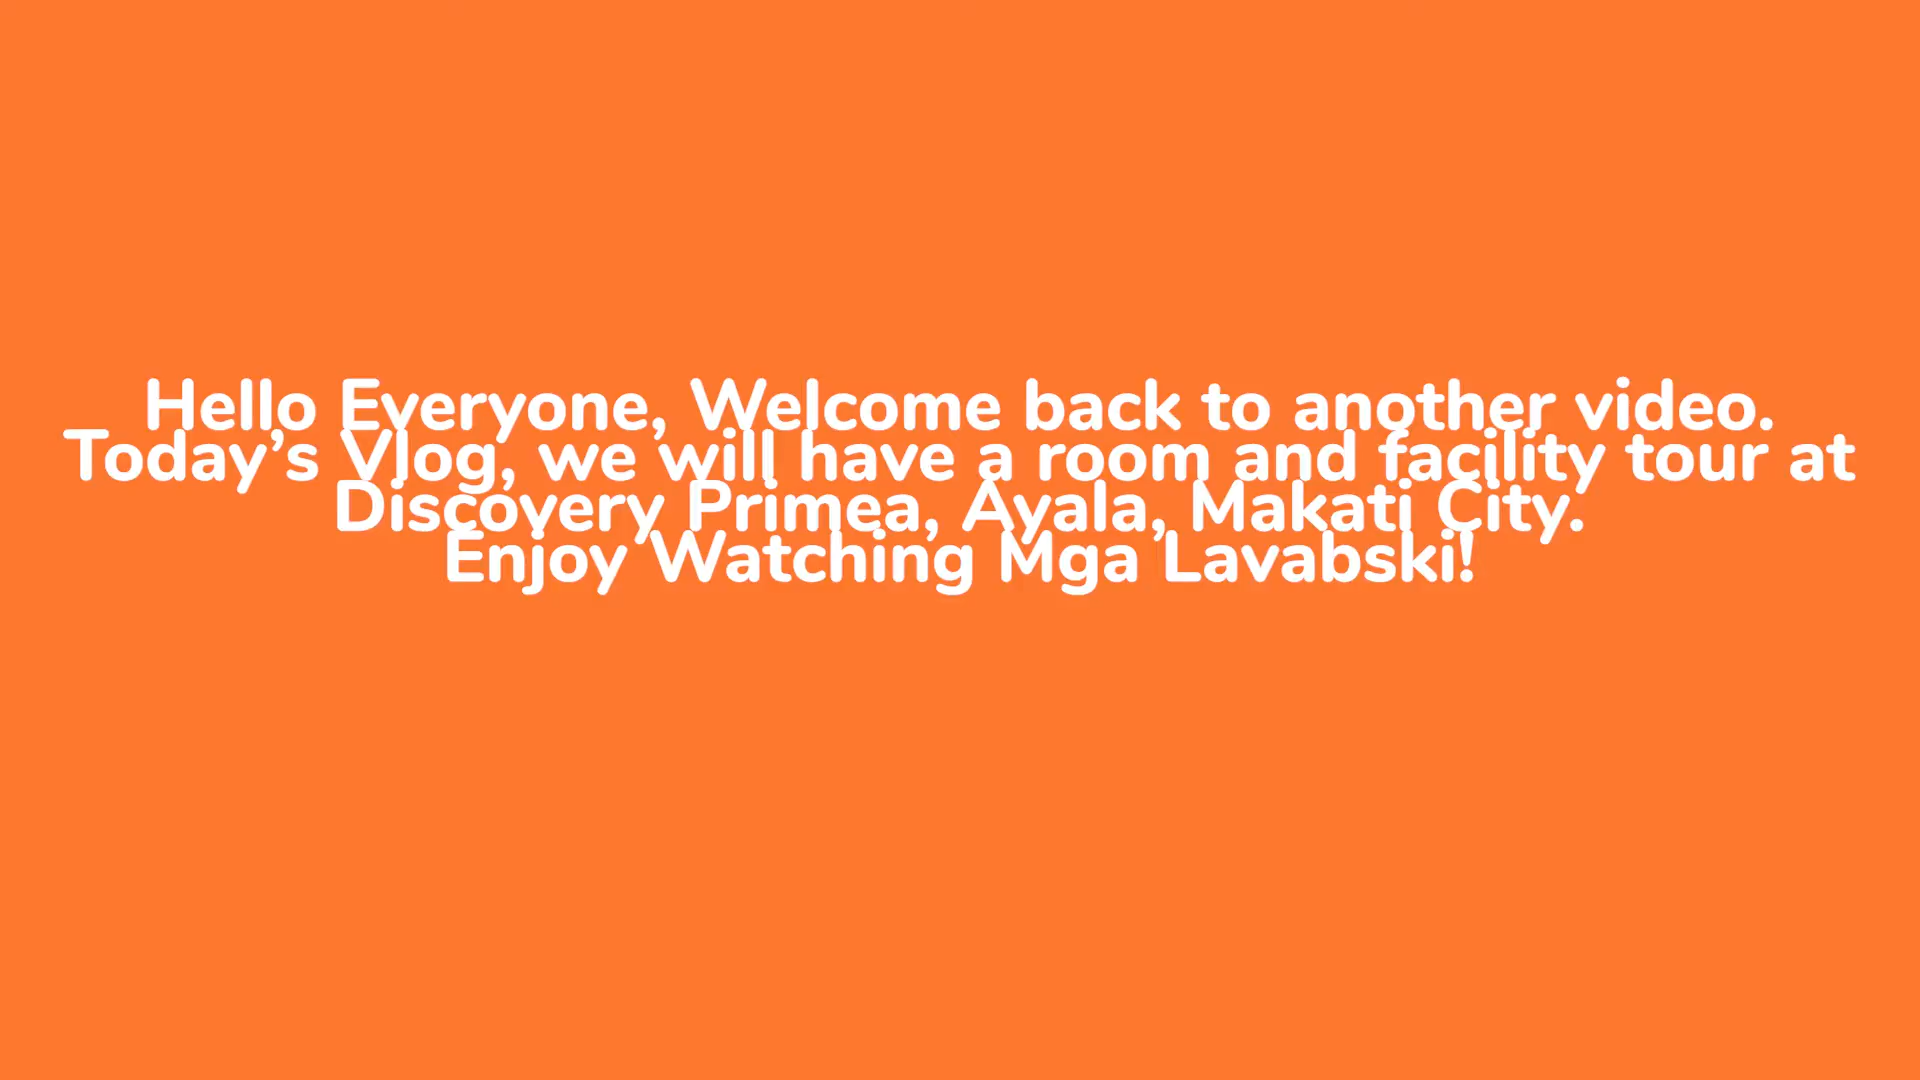 Hello Everyone, Welcome back to another video.
Today’s Vlog, we will have a room and facility tour at
Discovery Primea, Ayala, Makati City.
Enjoy Watching Mga Lavabski!